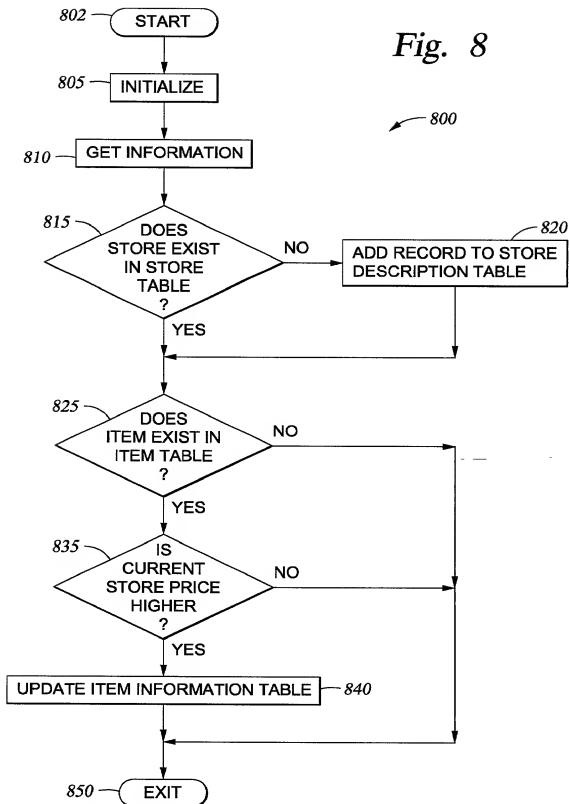 802
START
Fig. 8
805
INITIALIZE
800
810
GET INFORMATION
815
DOES
STORE EXIST
IN STORE
TABLE
?
NO
820
ADD RECORD TO STORE
DESCRIPTION TABLE
YES
825
DOES
ITEM EXIST IN
ITEM TABLE
?
NO
YES
835
IS
CURRENT
STORE PRICE
HIGHER
?
NO
YES
UPDATE ITEM INFORMATION TABLE
840
850
EXIT